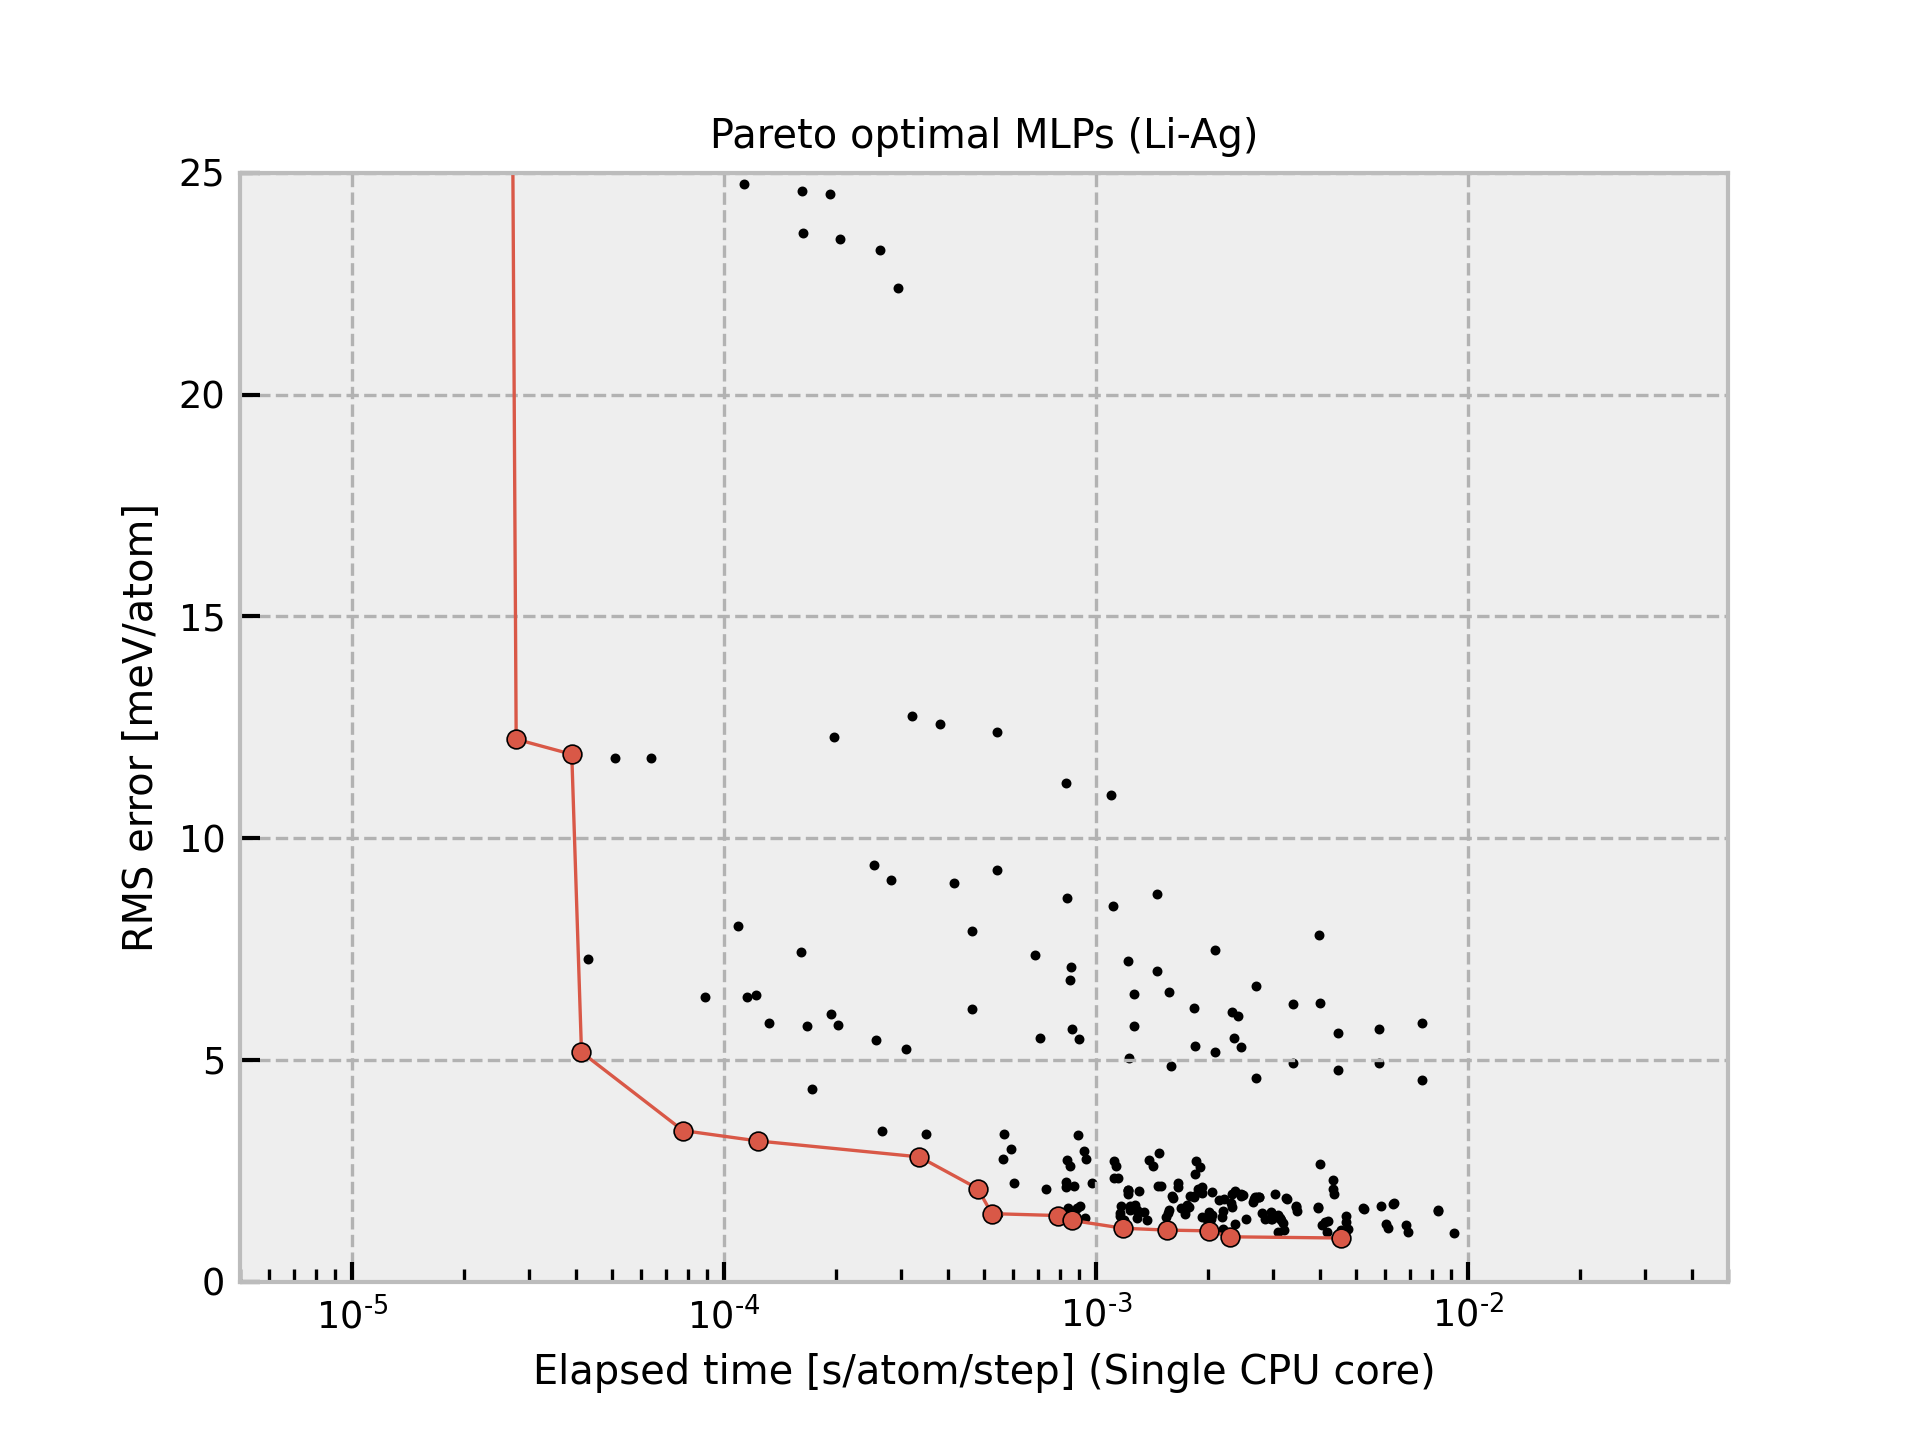 Pareto optimal MLPs (Li-Ag)
25
20
15
10
5
0
RMS error [meV/atom]
10⁻⁵ 10⁻⁴ 10⁻³ 10⁻²
Elapsed time [s/atom/step] (Single CPU core)